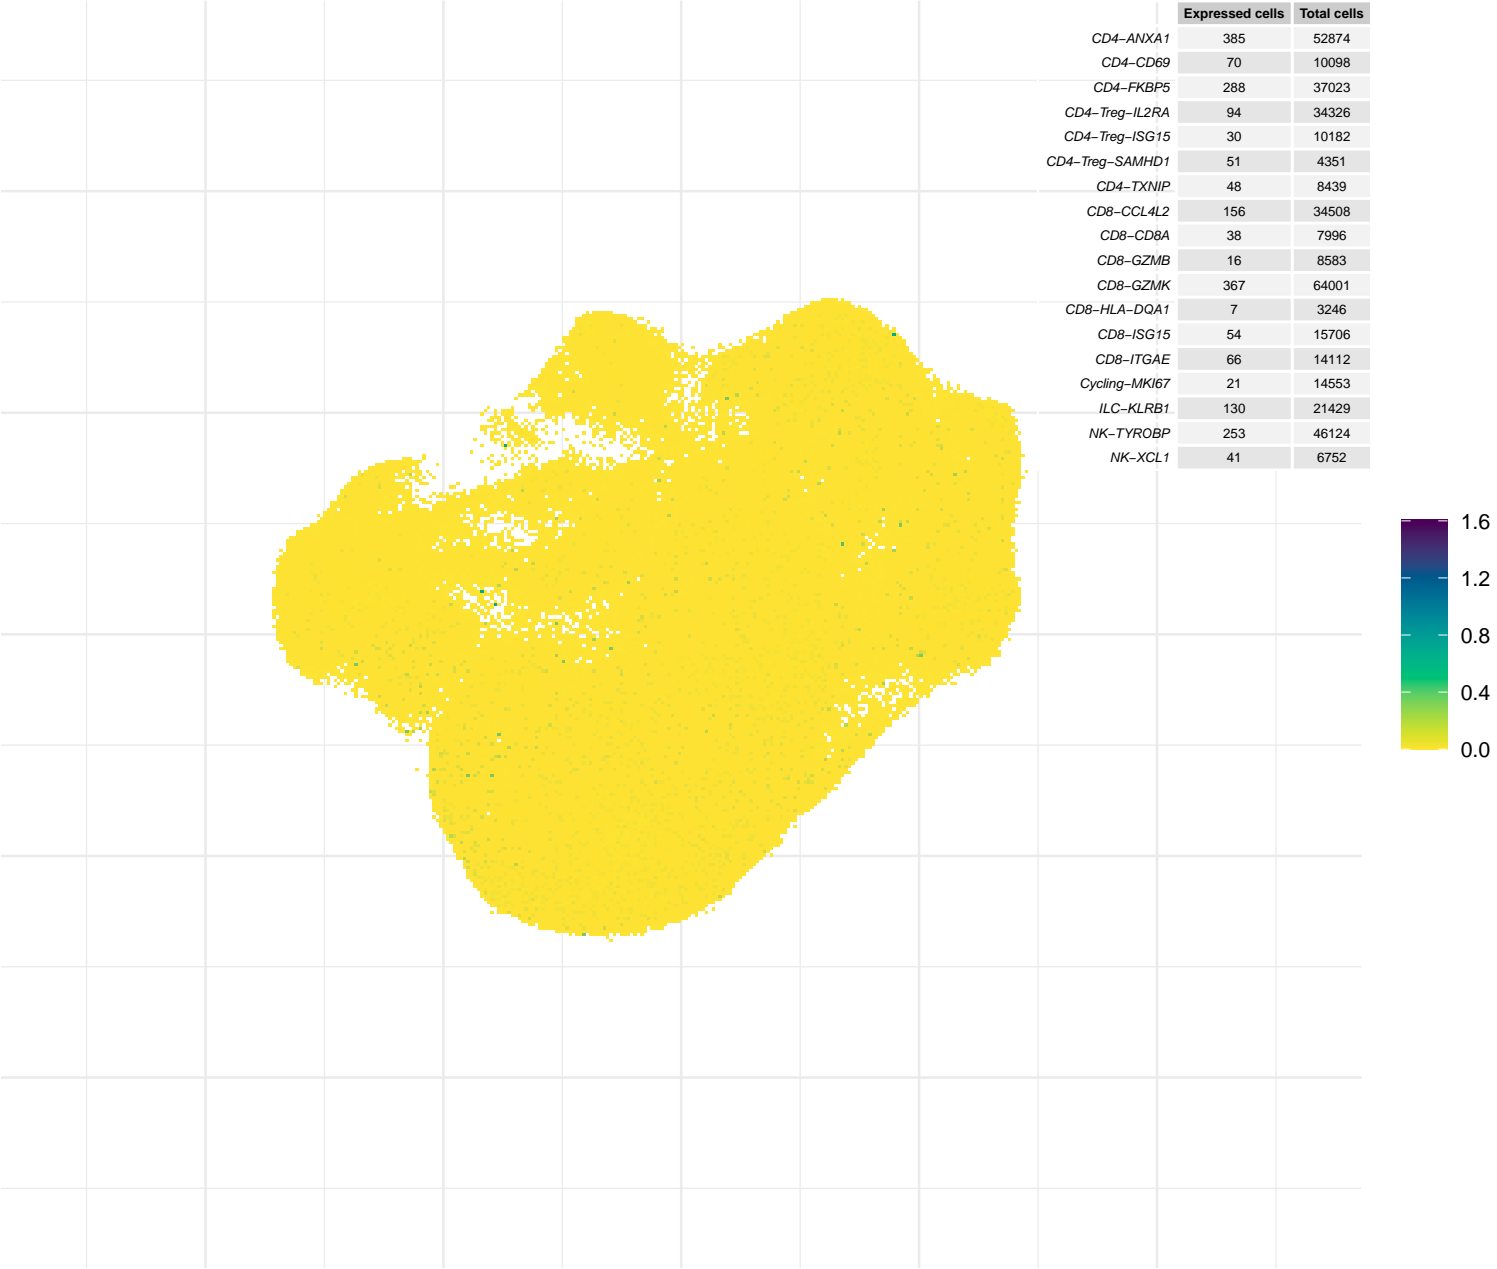 Expressed cells Total cells
CD4−ANXA1 385 52874
CD4−CD69 70 10098
CD4−FKBP5 288 37023
CD4−Treg−IL2RA 94 34326
CD4−Treg−ISG15 30 10182
CD4−Treg−SAMHD1 51 4351
CD4−TXNIP 48 8439
CD8−CCL4L2 156 34508
CD8−CD8A 38 7996
CD8−GZMB 16 8583
CD8−GZMK 367 64001
CD8−HLA−DQA1 7 3246
CD8−ISG15 54 15706
CD8−ITGAE 66 14112
Cycling−MKI67 21 14553
ILC−KLRB1 130 21429
NK−TYROBP 253 46124
NK−XCL1 41 6752
1.6
1.2
0.8
0.4
0.0